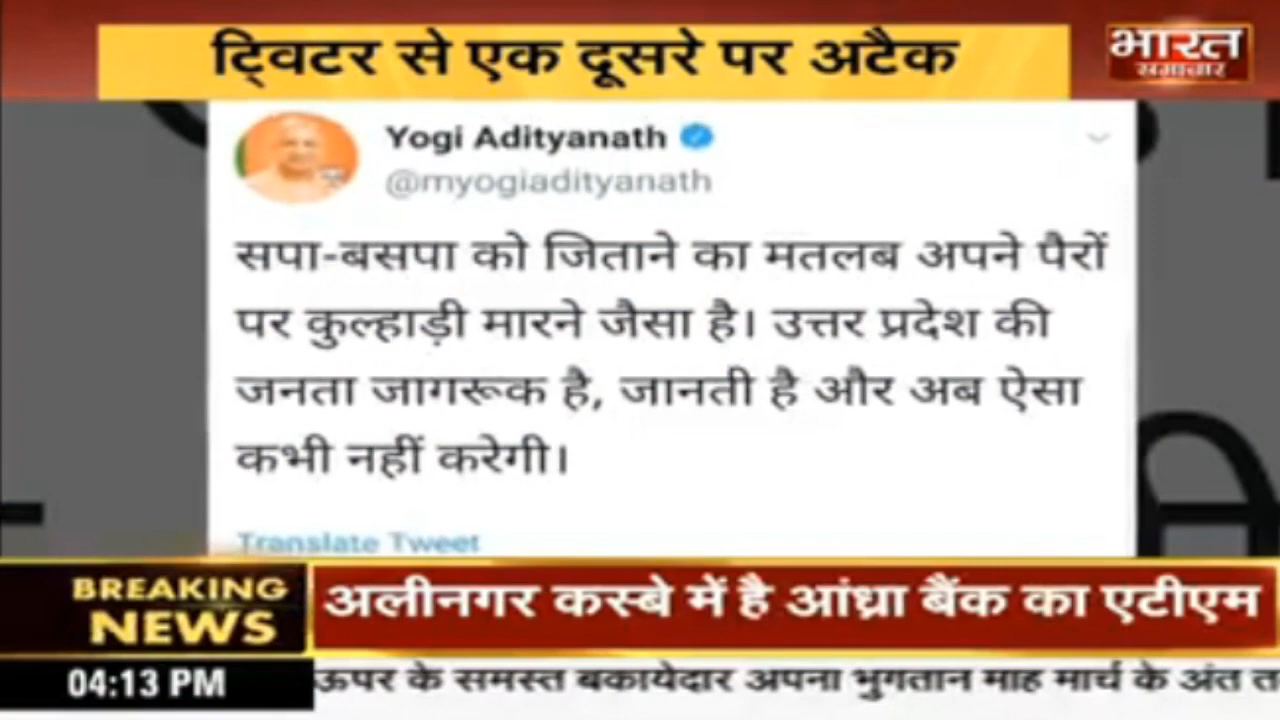 ट्विटर से एक दूसरे पर अटैक
भारत
समाचार
Yogi Adityanath
@myogiadityanath
सपा-बसपा को जिताने का मतलब अपने पैरों
पर कुल्हाड़ी मारने जैसा है। उत्तर प्रदेश की
जनता जागरूक है, जानती है और अब ऐसा
कभी नहीं करेगी।
Translate Tweet
BREAKING
NEWS
अलीनगर कस्बे में है आंध्रा बैंक का एटीएम
04:13 PM
ऊपर के समस्त बकायेदार अपना भुगतान माह मार्च के अंत